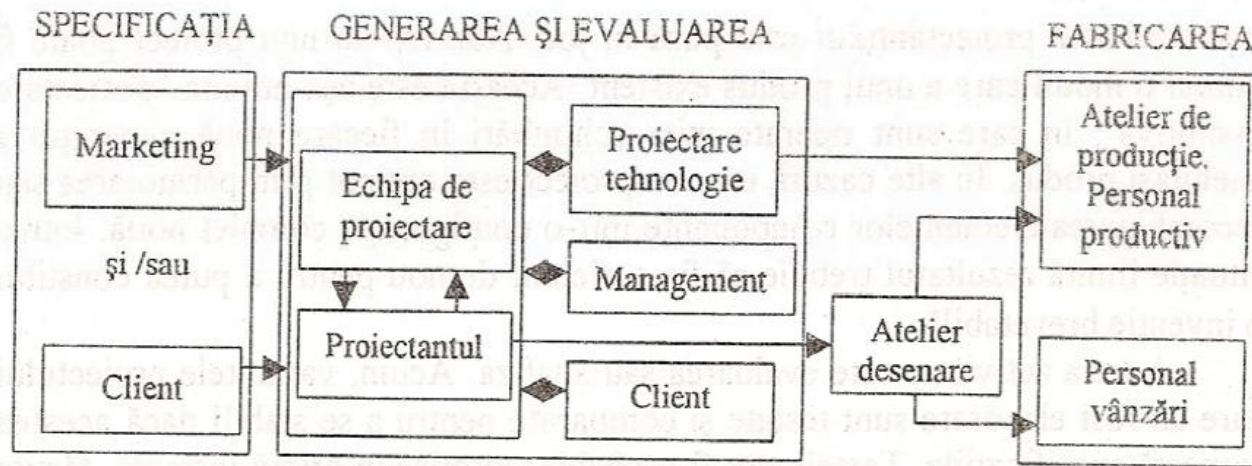 SPECIFICAȚIA
GENERAREA ȘI EVALUAREA
FABRICAREA
Marketing
și /sau
Client
Echipa de
proiectare
Proiectantul
Proiectare
tehnologie
Management
Client
Atelier
desenare
Atelier de
producție.
Personal
productiv
Personal
vânzări